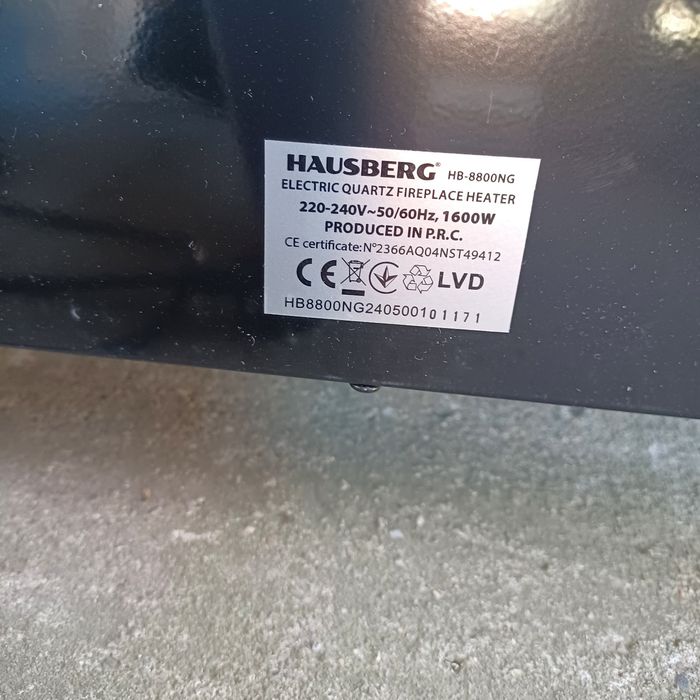 HAUSBERG® HB-8800NG
ELECTRIC QUARTZ FIREPLACE HEATER
220-240V~50/60Hz, 1600W
PRODUCED IN P.R.C.
CE certificate:N°2366AQ04NST49412
CE LVD
HB8800NG240500101171